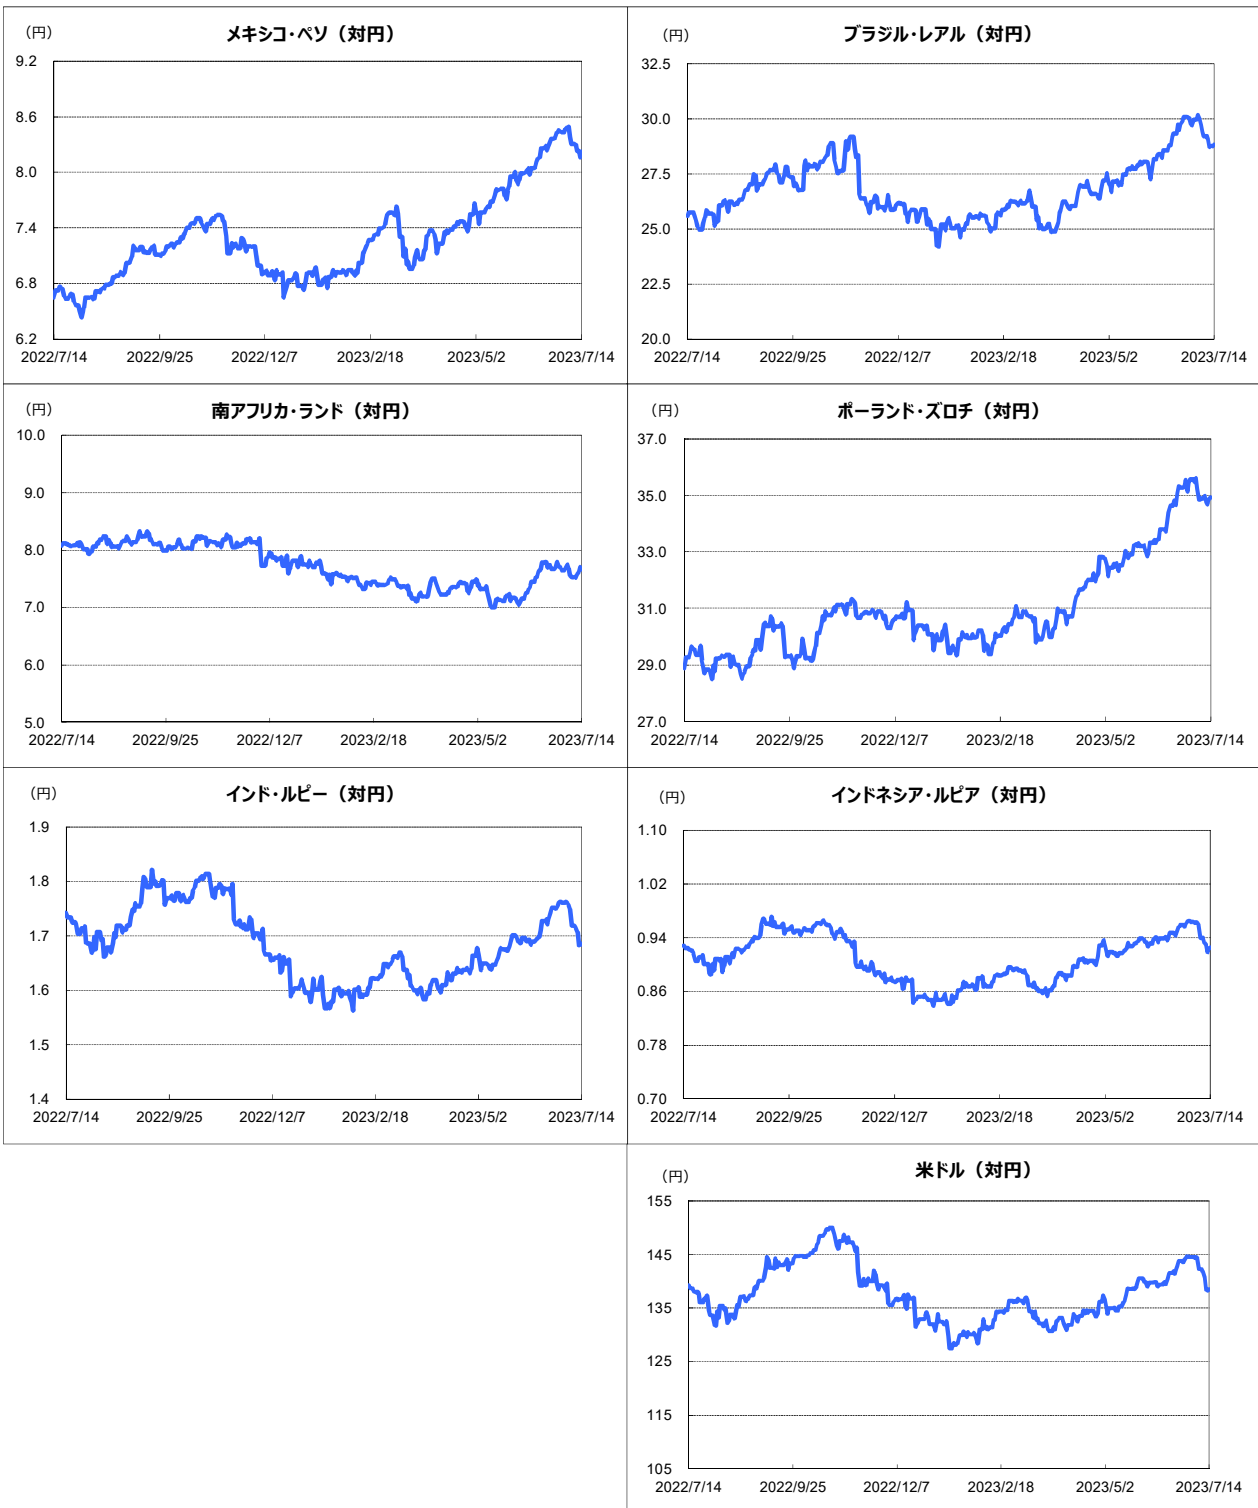 (円)
メキシコ・ペソ（対円）
9.2
8.6
8.0
7.4
6.8
6.2
2022/7/14 2022/9/25 2022/12/7 2023/2/18 2023/5/2 2023/7/14
(円)
ブラジル・レアル（対円）
32.5
30.0
27.5
25.0
22.5
20.0
2022/7/14 2022/9/25 2022/12/7 2023/2/18 2023/5/2 2023/7/14
(円)
南アフリカ・ランド（対円）
10.0
9.0
8.0
7.0
6.0
5.0
2022/7/14 2022/9/25 2022/12/7 2023/2/18 2023/5/2 2023/7/14
(円)
ポーランド・ズロチ（対円）
37.0
35.0
33.0
31.0
29.0
27.0
2022/7/14 2022/9/25 2022/12/7 2023/2/18 2023/5/2 2023/7/14
(円)
インド・ルピー（対円）
1.9
1.8
1.7
1.6
1.5
1.4
2022/7/14 2022/9/25 2022/12/7 2023/2/18 2023/5/2 2023/7/14
(円)
インドネシア・ルピア（対円）
1.10
1.02
0.94
0.86
0.78
0.70
2022/7/14 2022/9/25 2022/12/7 2023/2/18 2023/5/2 2023/7/14
(円)
米ドル（対円）
155
145
135
125
115
105
2022/7/14 2022/9/25 2022/12/7 2023/2/18 2023/5/2 2023/7/14